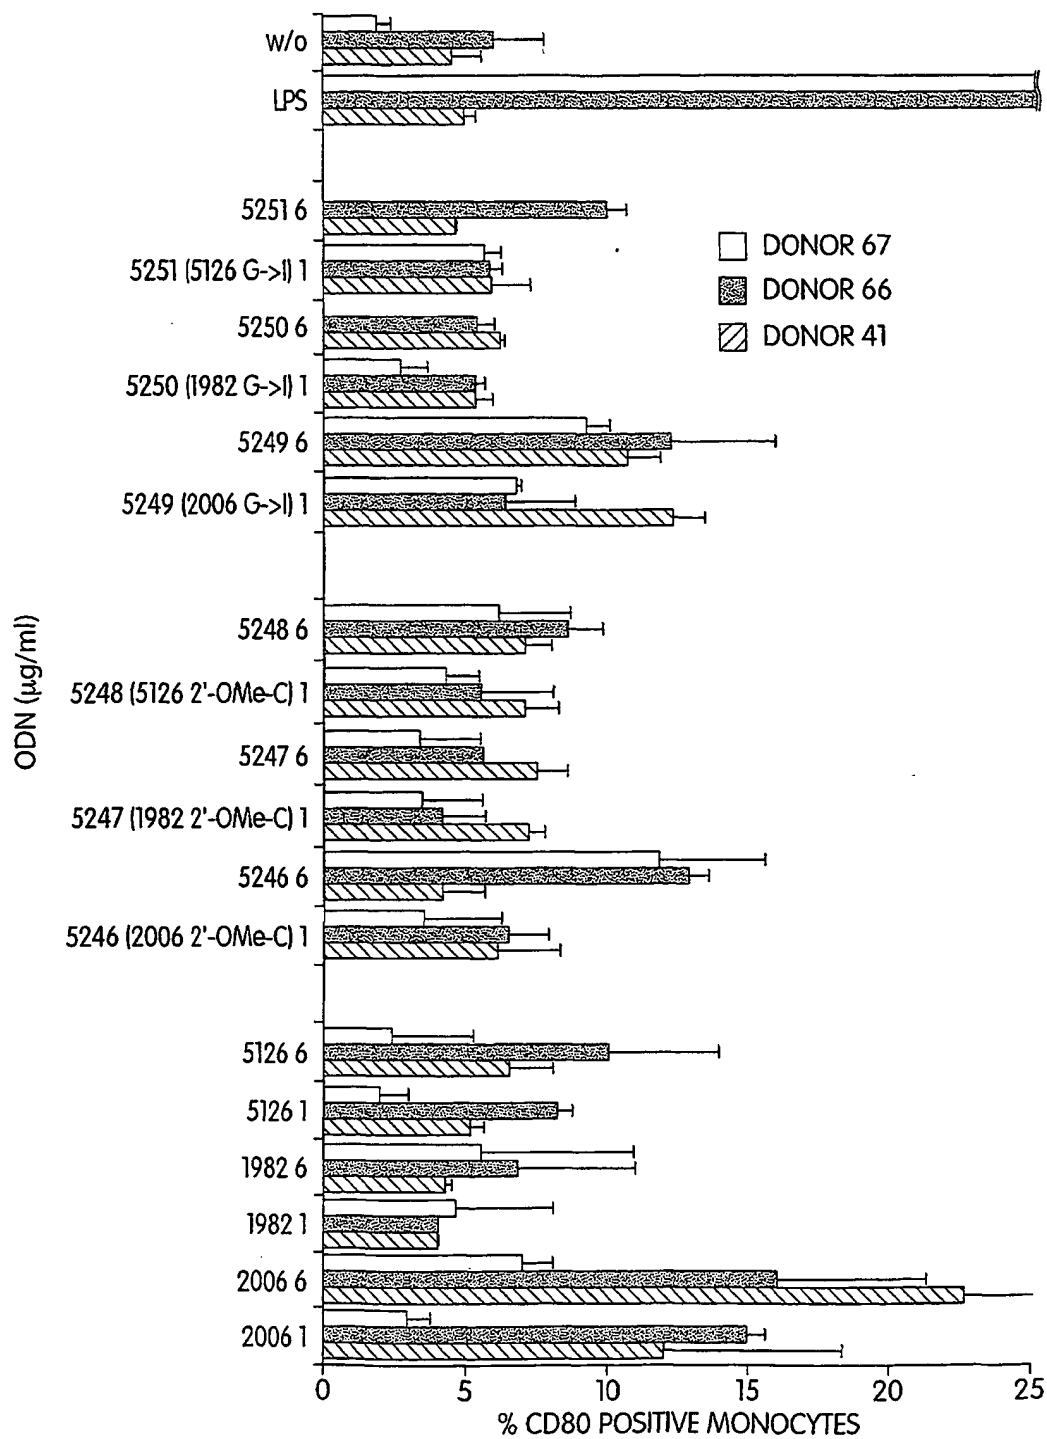 w/o
LPS
5251 6
5251 (5126 G->I) 1
5250 6
5250 (1982 G->I) 1
5249 6
5249 (2006 G->I) 1
5248 6
5248 (5126 2'-OMe-C) 1
5247 6
5247 (1982 2'-OMe-C) 1
5246 6
5246 (2006 2'-OMe-C) 1
5126 6
5126 1
1982 6
1982 1
2006 6
2006 1
ODN (µg/ml)
DONOR 67
DONOR 66
DONOR 41
0 5 10 15 20 25
% CD80 POSITIVE MONOCYTES